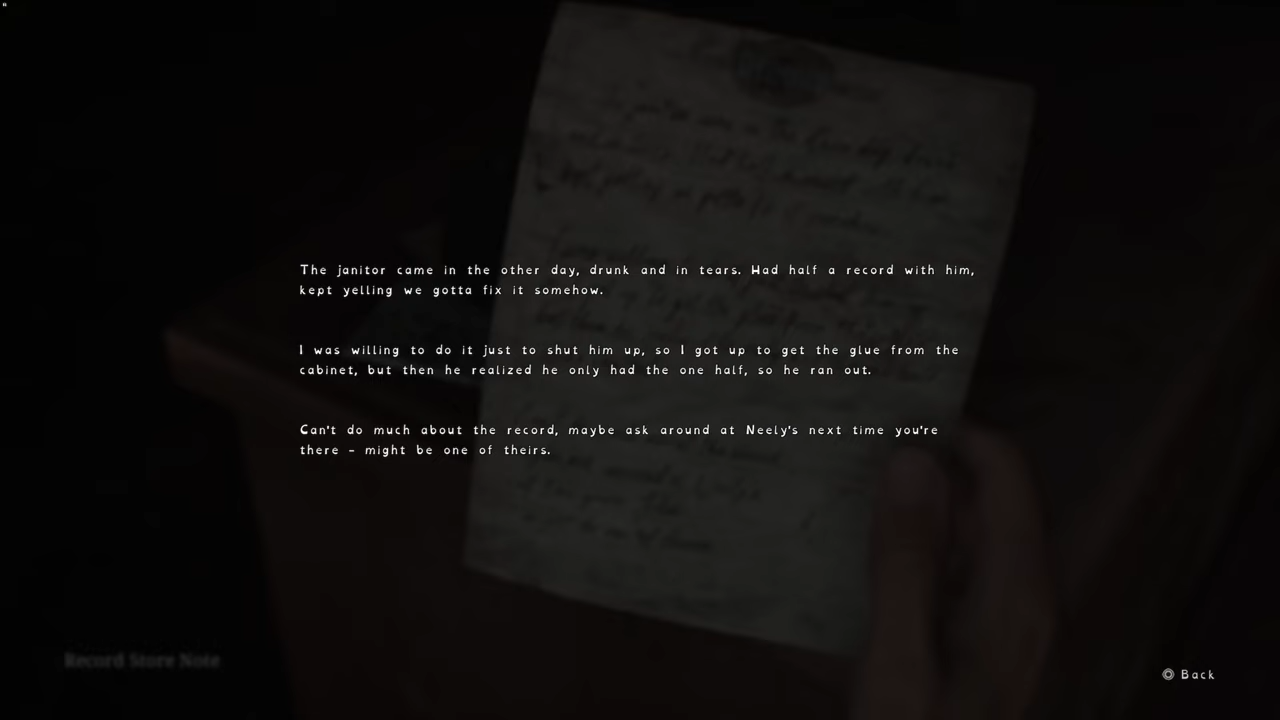 The janitor came in the other day, drunk and in tears. Had half a record with him,
kept yelling we gotta fix it somehow.
I was willing to do it just to shut him up, so I got up to get the glue from the
cabinet, but then he realized he only had the one half, so he ran out.
Can't do much about the record, maybe ask around at Neely's next time you're
there - might be one of theirs.
Record Store Note
Back